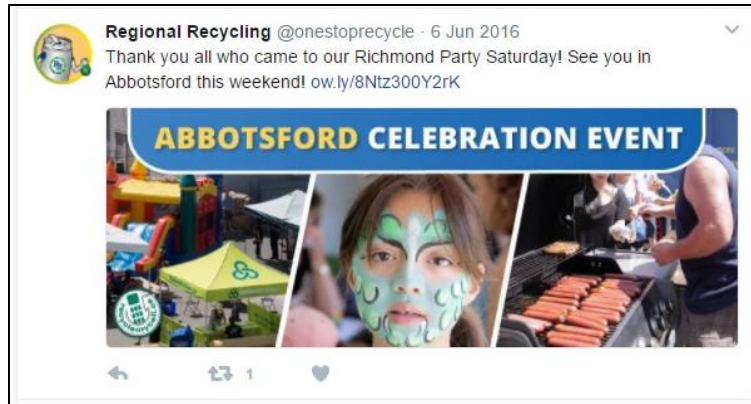 Regional Recycling @onestoprecycle · 6 Jun 2016
Thank you all who came to our Richmond Party Saturday! See you in
Abbotsford this weekend! ow.ly/8Ntz300Y2rK
ABBOTSFORD CELEBRATION EVENT
1